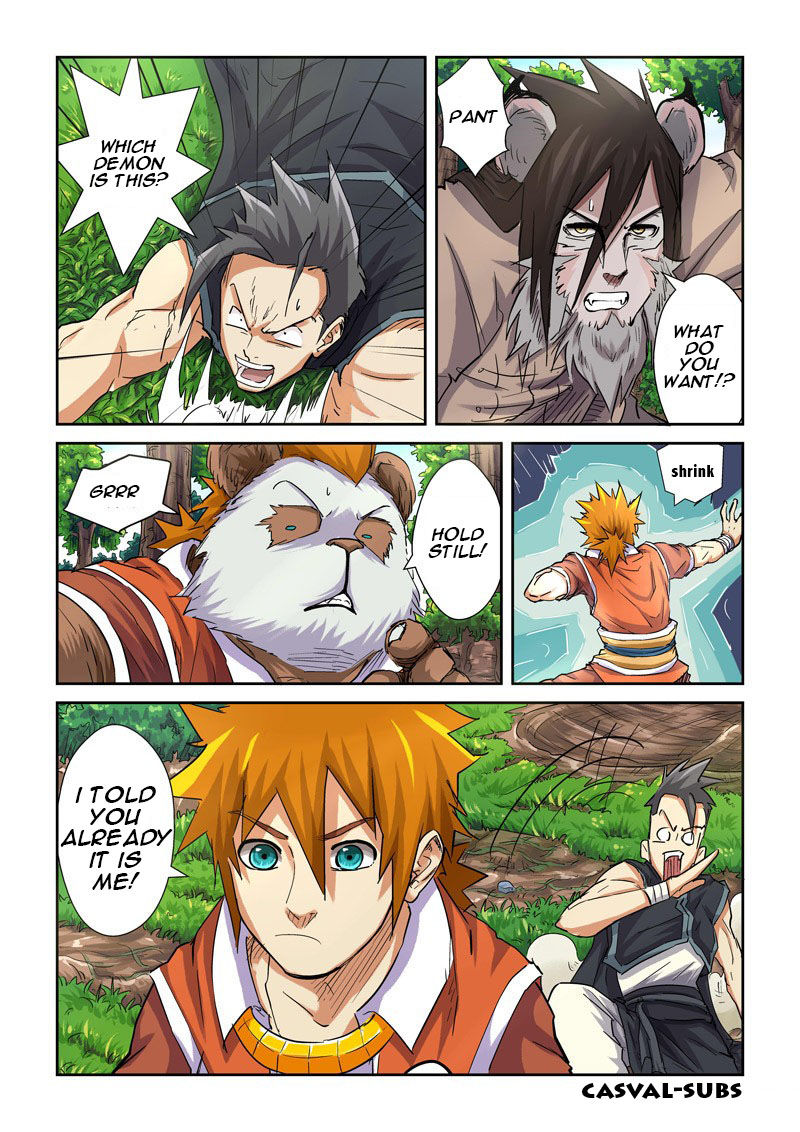 WHICH
DEMON
IS THIS?
PANT
WHAT
DO
YOU
WANT!?
GRRR
HOLD
STILL!
shrink
I TOLD
YOU
ALREADY
IT IS
ME!
CASVAL-SUBS